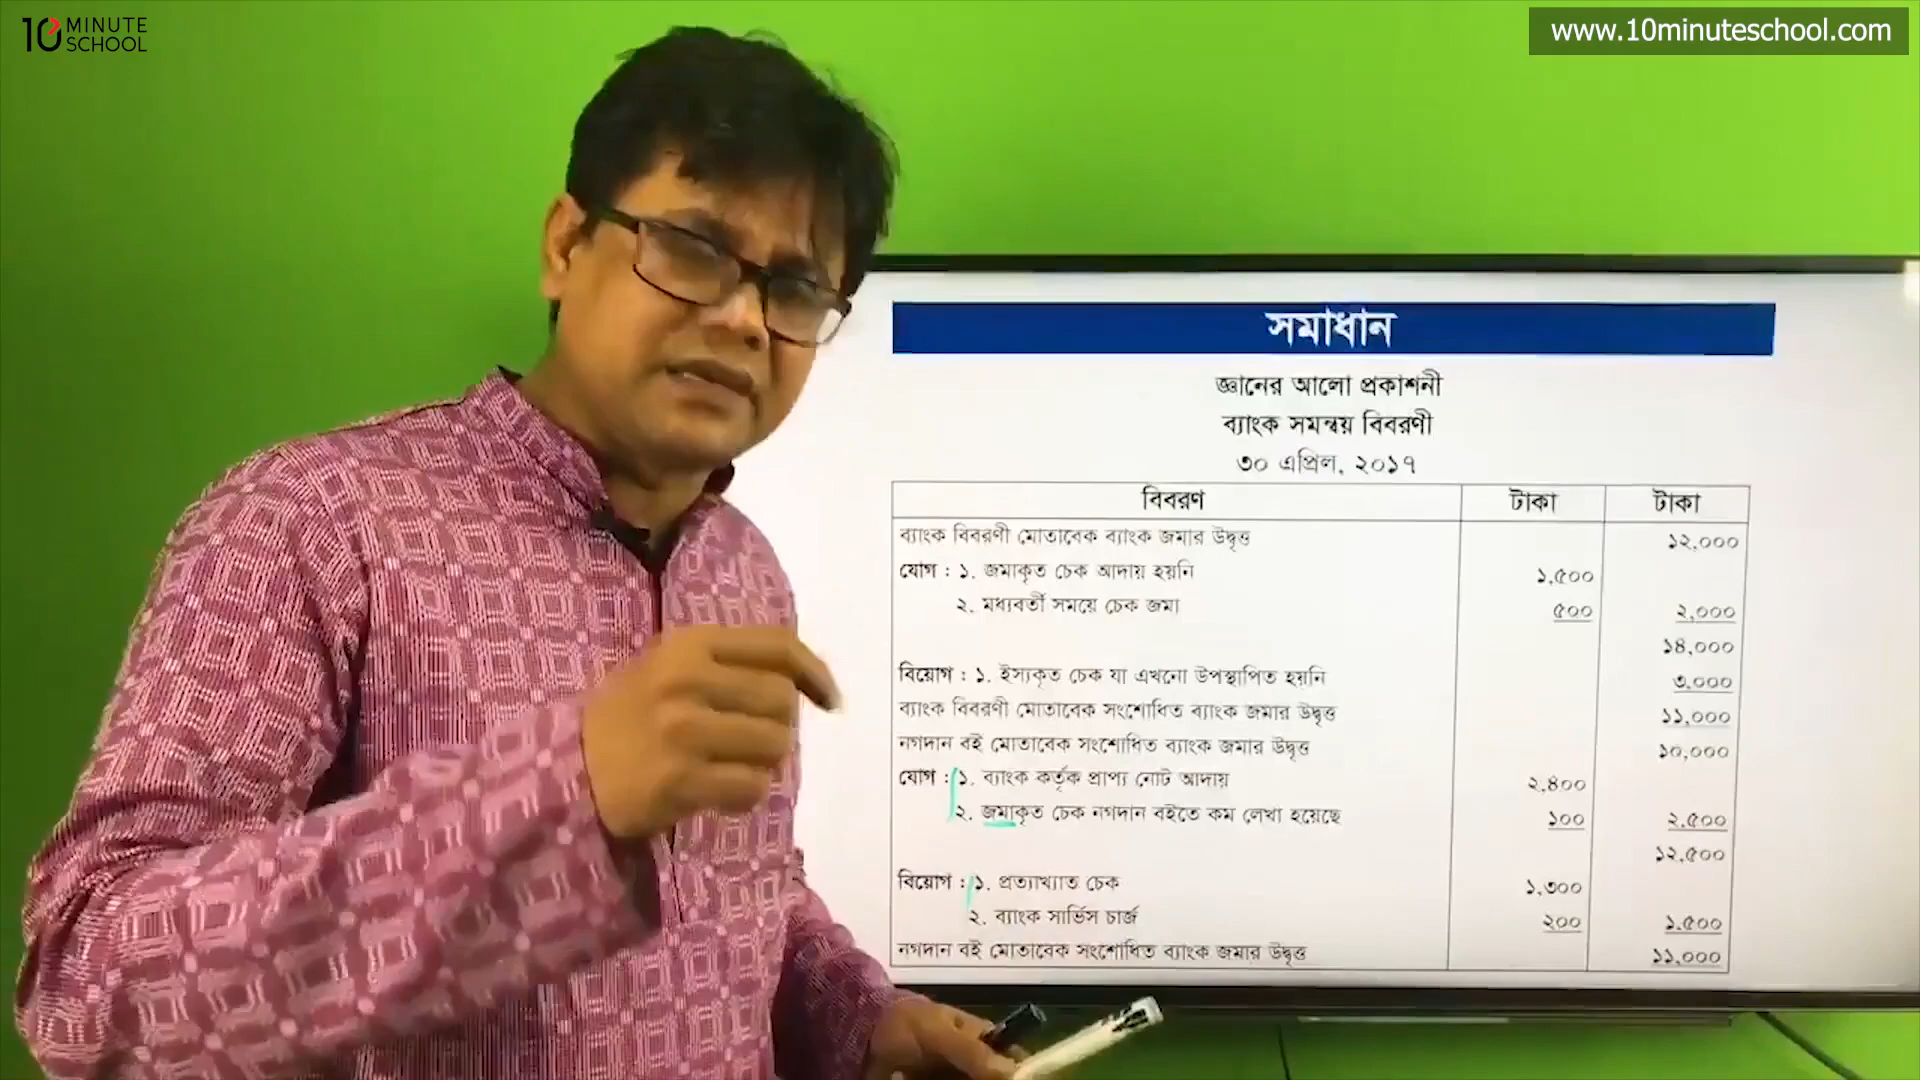 10 MINUTE
SCHOOL
www.10minuteschool.com
সমাধান
জ্ঞানের আলো প্রকাশনী
ব্যাংক সমন্বয় বিবরণী
৩০ এপ্রিল, ২০১৭
বিবরণ টাকা টাকা
ব্যাংক বিবরণী মোতাবেক ব্যাংক জমার উদ্বৃত্ত ১২,০০০
যোগ : ১. জমাকৃত চেক আদায় হয়নি ১,৫০০
২. মধ্যবর্তী সময়ে চেক জমা ৫০০ ২,০০০
১৪,০০০
বিয়োগ : ১. ইস্যকৃত চেক যা এখনো উপস্থাপিত হয়নি ৩,০০০
ব্যাংক বিবরণী মোতাবেক সংশোধিত ব্যাংক জমার উদ্বৃত্ত ১১,০০০
নগদান বই মোতাবেক সংশোধিত ব্যাংক জমার উদ্বৃত্ত ১০,০০০
যোগ : ১. ব্যাংক কর্তৃক প্রাপ্য নোট আদায় ২,৪০০
২. জমাকৃত চেক নগদান বইতে কম লেখা হয়েছে ১০০ ২,৫০০
১২,৫০০
বিয়োগ : ১. প্রত্যাখ্যাত চেক ১,৩০০
২. ব্যাংক সার্ভিস চার্জ ২০০ ১,৫০০
নগদান বই মোতাবেক সংশোধিত ব্যাংক জমার উদ্বৃত্ত ১১,০০০